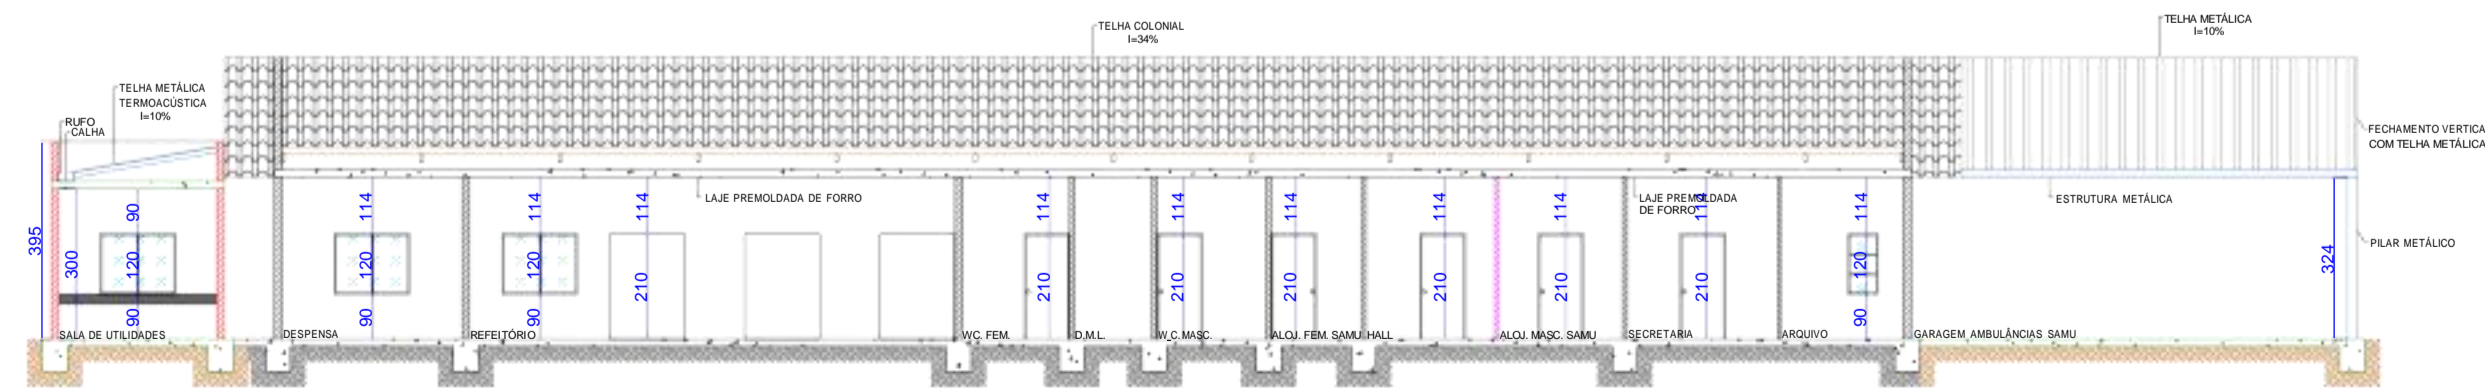 TELHA COLONIAL
I=34%
TELHA METÁLICA
I=10%
TELHA METÁLICA
TERMOACÚSTICA
I=10%
RUFO
CALHA
FECHAMENTO VERTICA
COM TELHA METÁLICA
LAJE PREMOLDADA DE FORRO
LAJE PREMOLDADA
DE FORRO
ESTRUTURA METÁLICA
PILAR METÁLICO
395
300
90
120
90
114
120
90
114
120
90
114
210
114
210
114
210
114
210
114
210
114
210
114
210
114
120
90
324
SALA DE UTILIDADES
DESPENSA
REFEITÓRIO
WC. FEM.
D.M.L.
W.C. MASC.
ALOJ. FEM. SAMU
HALL
ALOJ. MASC. SAMU
SECRETARIA
ARQUIVO
GARAGEM AMBULÂNCIAS SAMU